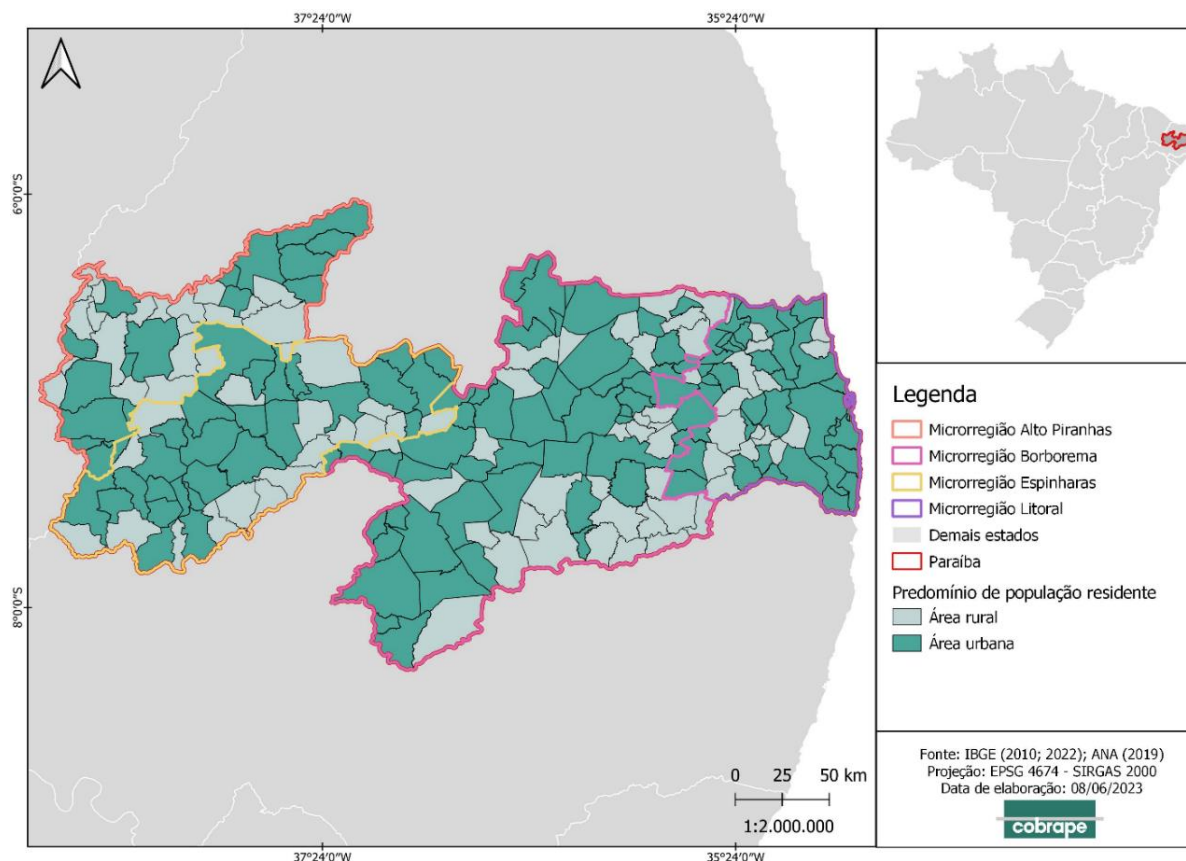 37°24'0"W
35°24'0"W
6°0'0"S
8°0'0"S
0 25 50 km
1:2.000.000
37°24'0"W
35°24'0"W
Legenda
Microrregião Alto Piranhas
Microrregião Borborema
Microrregião Espinharas
Microrregião Litoral
Demais estados
Paraíba
Predomínio de população residente
Área rural
Área urbana
Fonte: IBGE (2010; 2022); ANA (2019)
Projeção: EPSG 4674 - SIRGAS 2000
Data de elaboração: 08/06/2023
cobrape